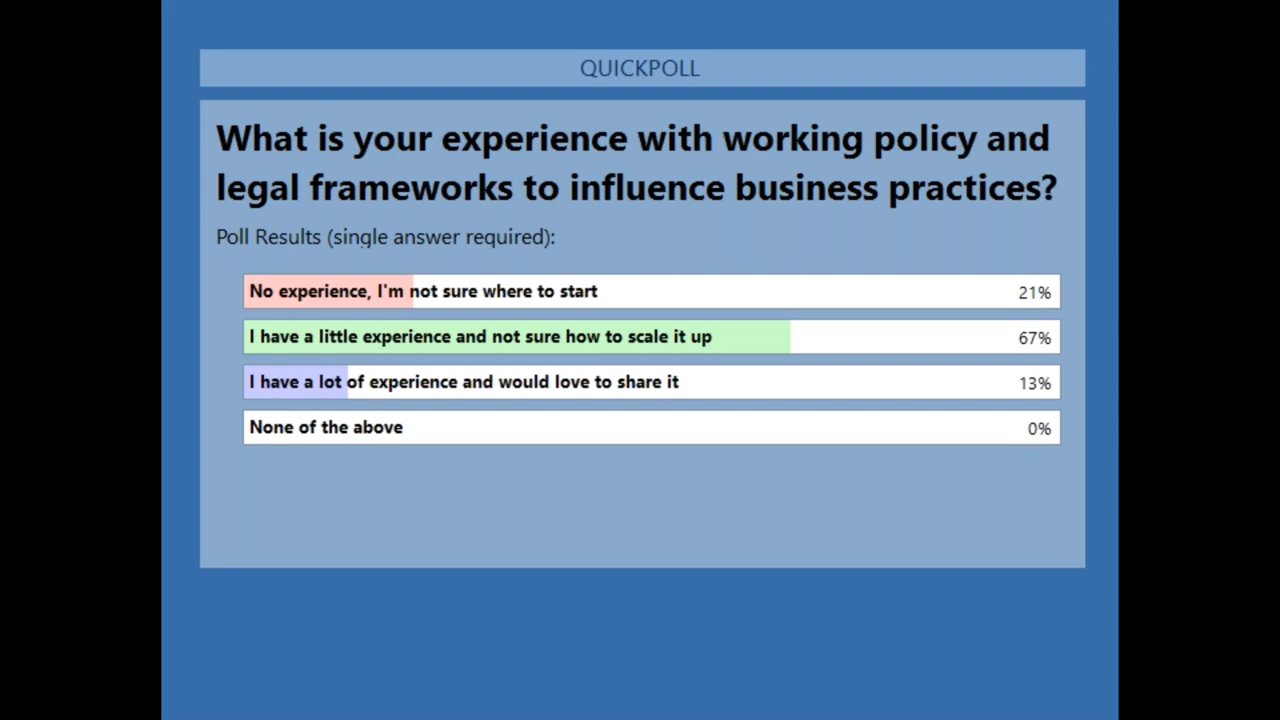 QUICKPOLL
What is your experience with working policy and
legal frameworks to influence business practices?
Poll Results (single answer required):
No experience, I'm not sure where to start 21%
I have a little experience and not sure how to scale it up 67%
I have a lot of experience and would love to share it 13%
None of the above 0%